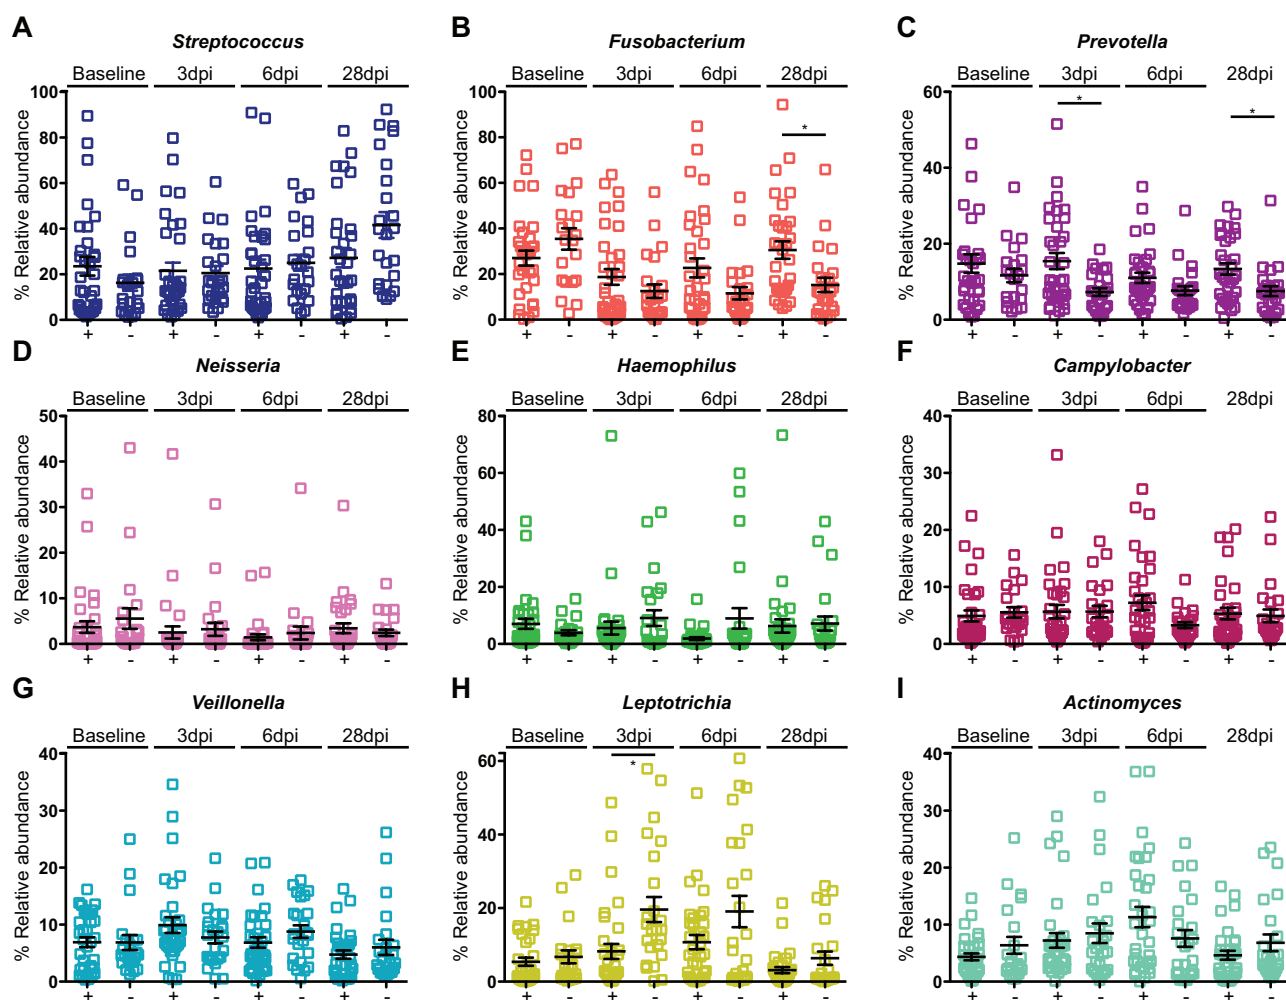 A B C
Streptococcus Fusobacterium Prevotella
Baseline 3dpi 6dpi 28dpi Baseline 3dpi 6dpi 28dpi Baseline 3dpi 6dpi 28dpi
% Relative abundance % Relative abundance % Relative abundance
100 80 60 40 20 0 100 80 60 40 20 0 60 40 20 0
* * *
+ - + - + - + - + - + - + - + - + - + - + - + -
D E F
Neisseria Haemophilus Campylobacter
Baseline 3dpi 6dpi 28dpi Baseline 3dpi 6dpi 28dpi Baseline 3dpi 6dpi 28dpi
% Relative abundance % Relative abundance % Relative abundance
50 40 30 20 10 0 80 60 40 20 0 40 30 20 10 0
+ - + - + - + - + - + - + - + - + - + - + - + -
G H I
Veillonella Leptotrichia Actinomyces
Baseline 3dpi 6dpi 28dpi Baseline 3dpi 6dpi 28dpi Baseline 3dpi 6dpi 28dpi
% Relative abundance % Relative abundance % Relative abundance
40 30 20 10 0 60 40 20 0 40 30 20 10 0
*
+ - + - + - + - + - + - + - + - + - + - + - + -